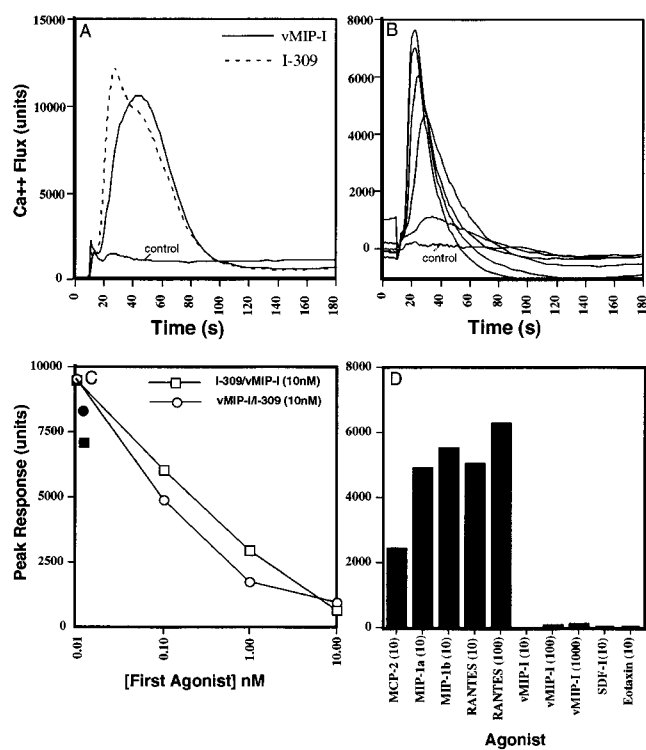 A
vMIP-I
I-309
control
Ca++ Flux (units)
15000
10000
5000
0
0 20 40 60 80 100 120 140 160 180
Time (s)
B
8000
6000
4000
2000
0
control
0 20 40 60 80 100 120 140 160 180
Time (s)
C
I-309/vMIP-I (10nM)
vMIP-I/I-309 (10nM)
Peak Response (units)
10000
7500
5000
2500
0
0.01 0.10 1.00 10.00
[First Agonist] nM
D
8000
6000
4000
2000
0
MCP-2 (10)
MIP-1a (10)
MIP-1b (10)
RANTES (10)
RANTES (100)
vMIP-I (10)
vMIP-I (100)
vMIP-I (1000)
SDF-1(10)
Eotaxin (10)
Agonist